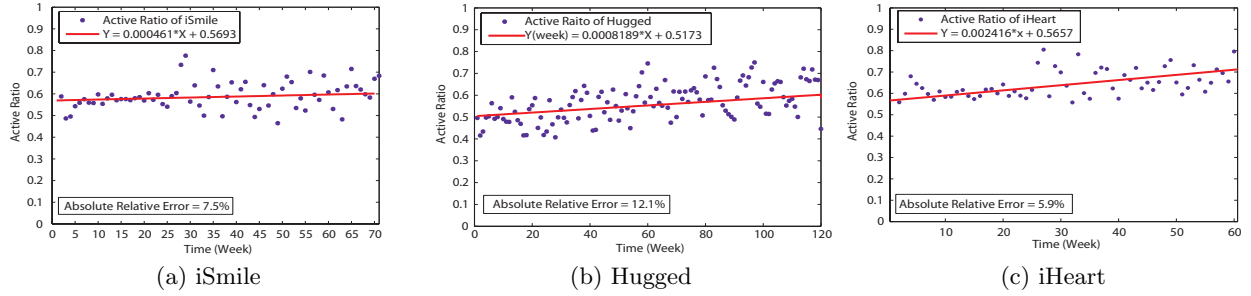 Active Ratio of iSmile
Y = 0.000461*X + 0.5693
1
0.9
0.8
0.7
0.6
0.5
0.4
0.3
0.2
0.1
0
Active Ratio
Absolute Relative Error = 7.5%
0 5 10 15 20 25 30 35 40 45 50 55 60 65 70
Time (Week)
(a) iSmile
Active Raito of Hugged
Y(week) = 0.0008189*X + 0.5173
1
0.9
0.8
0.7
0.6
0.5
0.4
0.3
0.2
0.1
0
Active Ratio
Absolute Relative Error = 12.1%
0 20 40 60 80 100 120
Time (Week)
(b) Hugged
Active Ratio of iHeart
Y = 0.002416*x + 0.5657
1
0.9
0.8
0.7
0.6
0.5
0.4
0.3
0.2
0.1
0
Active Ratio
Absolute Relative Error = 5.9%
0 10 20 30 40 50 60
Time (Week)
(c) iHeart